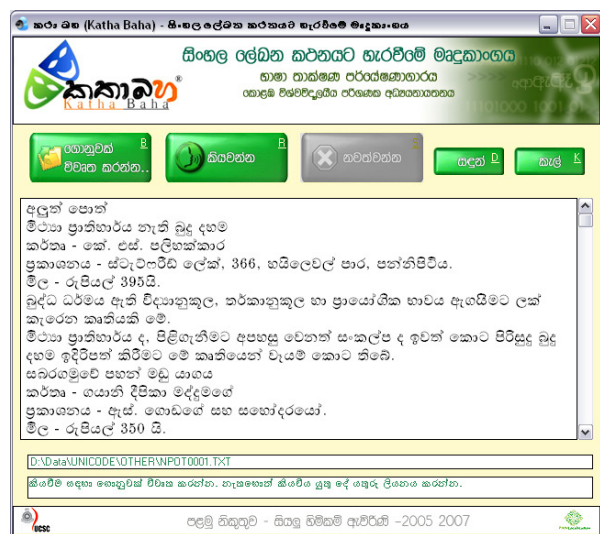 කථා බහ (Katha Baha) - සිංහල ලේඛන කථනයට හැරවීමේ මෘදුකාංගය
සිංහල ලේඛන කථනයට හැරවීමේ මෘදුකාංගය
භාෂා තාක්ෂණ පර්යේෂණාගාරය
කොළඹ විශ්වවිද්‍යාලයීය පරිගණක අධ්‍යයනායතනය
කතාබහ®
Katha Baha
ගොනුවක් B
විවෘත කරන්න..
කියවන්න R
නවත්වන්න S
සඳුන් D
කැල් K
අලුත් පොත්
මිථ්‍යා ප්‍රාතිහාර්ය නැති බුදු දහම
කර්තෘ - කේ. එස්. පලිහක්කාර
ප්‍රකාශනය - ස්ටැට්ෆර්ඩ් ලේක්, 366, හයිලෙවල් පාර, පන්නිපිටිය.
මිල - රුපියල් 395යි.
බුද්ධ ධර්මය ඇති විද්‍යානුකූල, තර්කානුකූල හා ප්‍රායෝගික භාවය ඇගයීමට ලක්
කැරෙන කෘතියකි මේ.
මිථ්‍යා ප්‍රාතිහාර්ය ද, පිළිගැනීමට අපහසු වෙනත් සංකල්ප ද ඉවත් කොට පිරිසුදු බුදු
දහම ඉදිරිපත් කිරීමට මේ කෘතියෙන් වෑයම් කොට තිබේ.
සබරගමුවේ පහන් මඩු යාගය
කර්තෘ - ගයානි දීපිකා මද්දුමගේ
ප්‍රකාශනය - ඇස්. ගොඩගේ සහ සහෝදරයෝ.
මිල - රුපියල් 350 යි.
D:\Data\UNICODE\OTHER\NPOT0001.TXT
කියවීම සඳහා ගොනුවක් විවෘත කරන්න. නැතහොත් කියවිය යුතු දේ යතුරු ලියනය කරන්න.
UCSC
පළමු නිකුතුව - සියලු හිමිකම් ඇවිරිණි -2005 2007